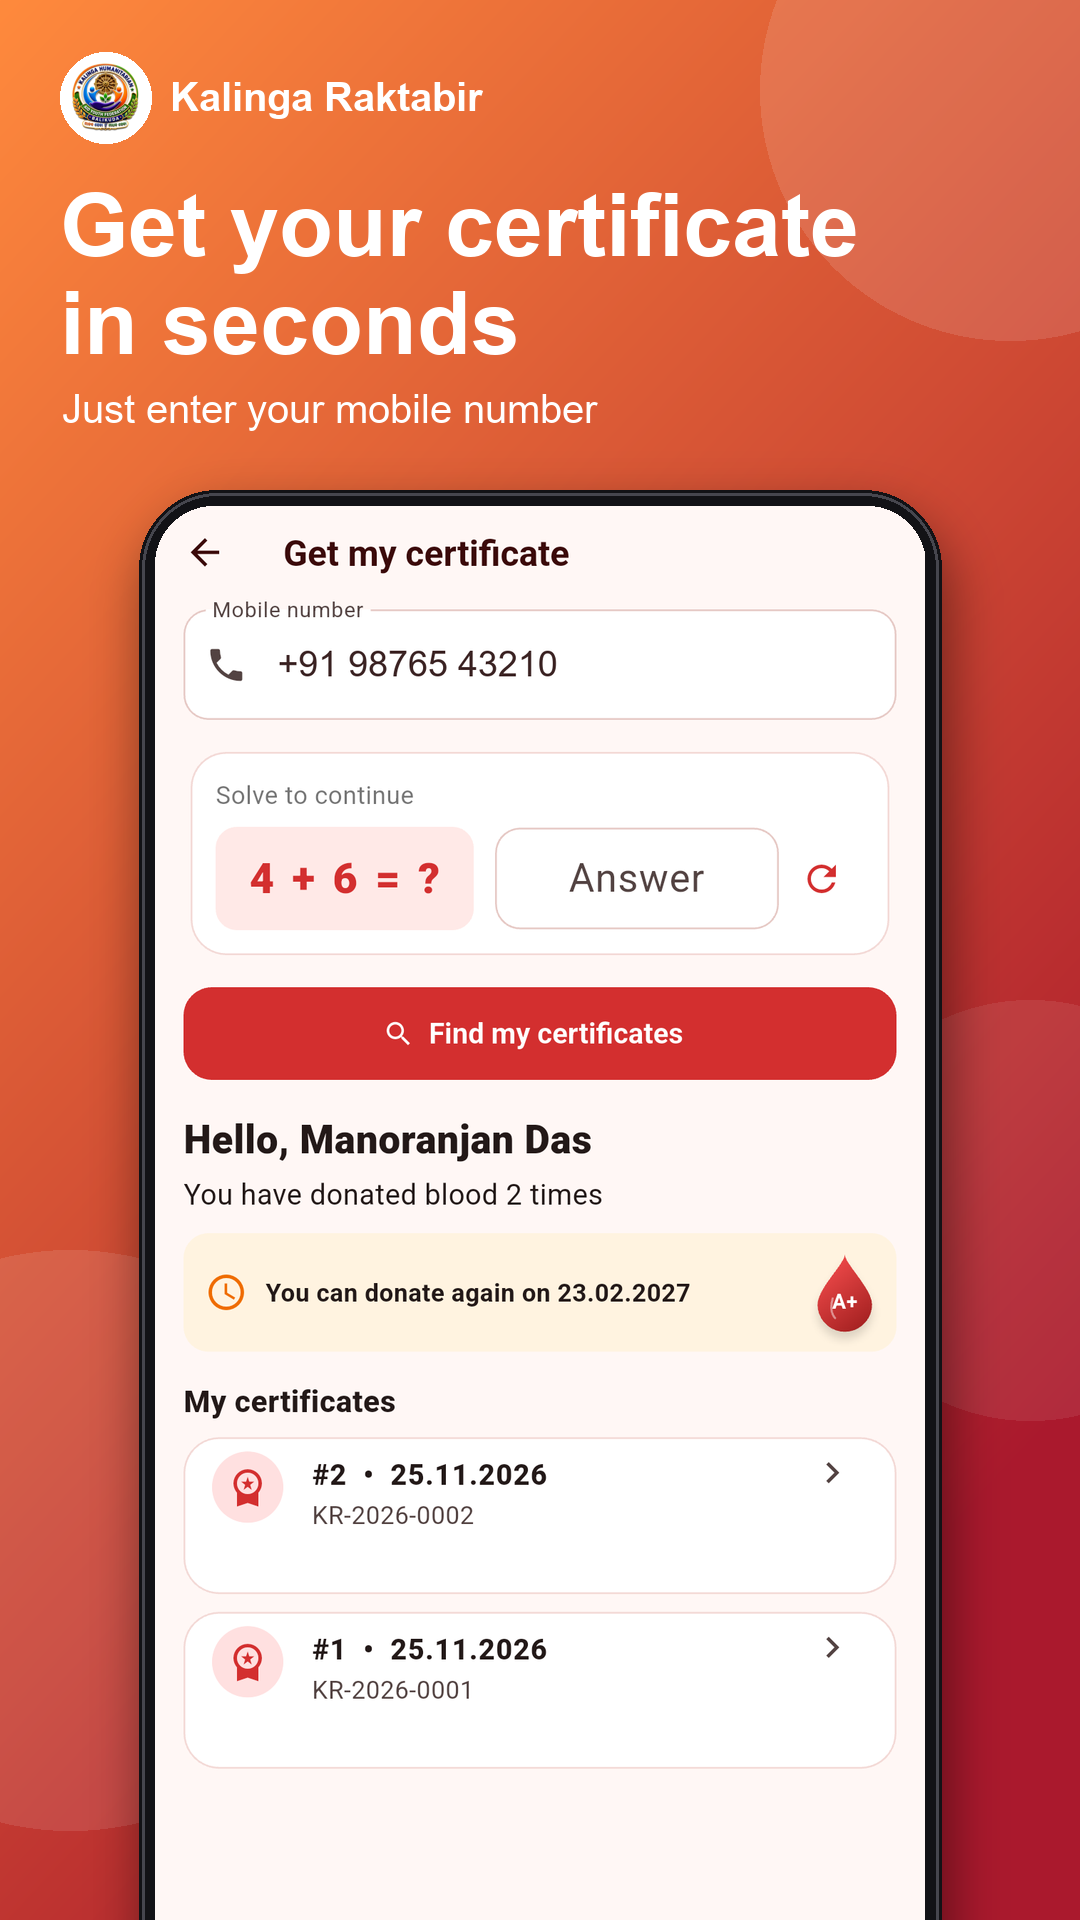 Kalinga Raktabir
Get your certificate
in seconds
Just enter your mobile number
Get my certificate
Mobile number
+91 98765 43210
Solve to continue
4 + 6 = ?
Answer
Find my certificates
Hello, Manoranjan Das
You have donated blood 2 times
You can donate again on 23.02.2027
A+
My certificates
#2 • 25.11.2026
KR-2026-0002
#1 • 25.11.2026
KR-2026-0001